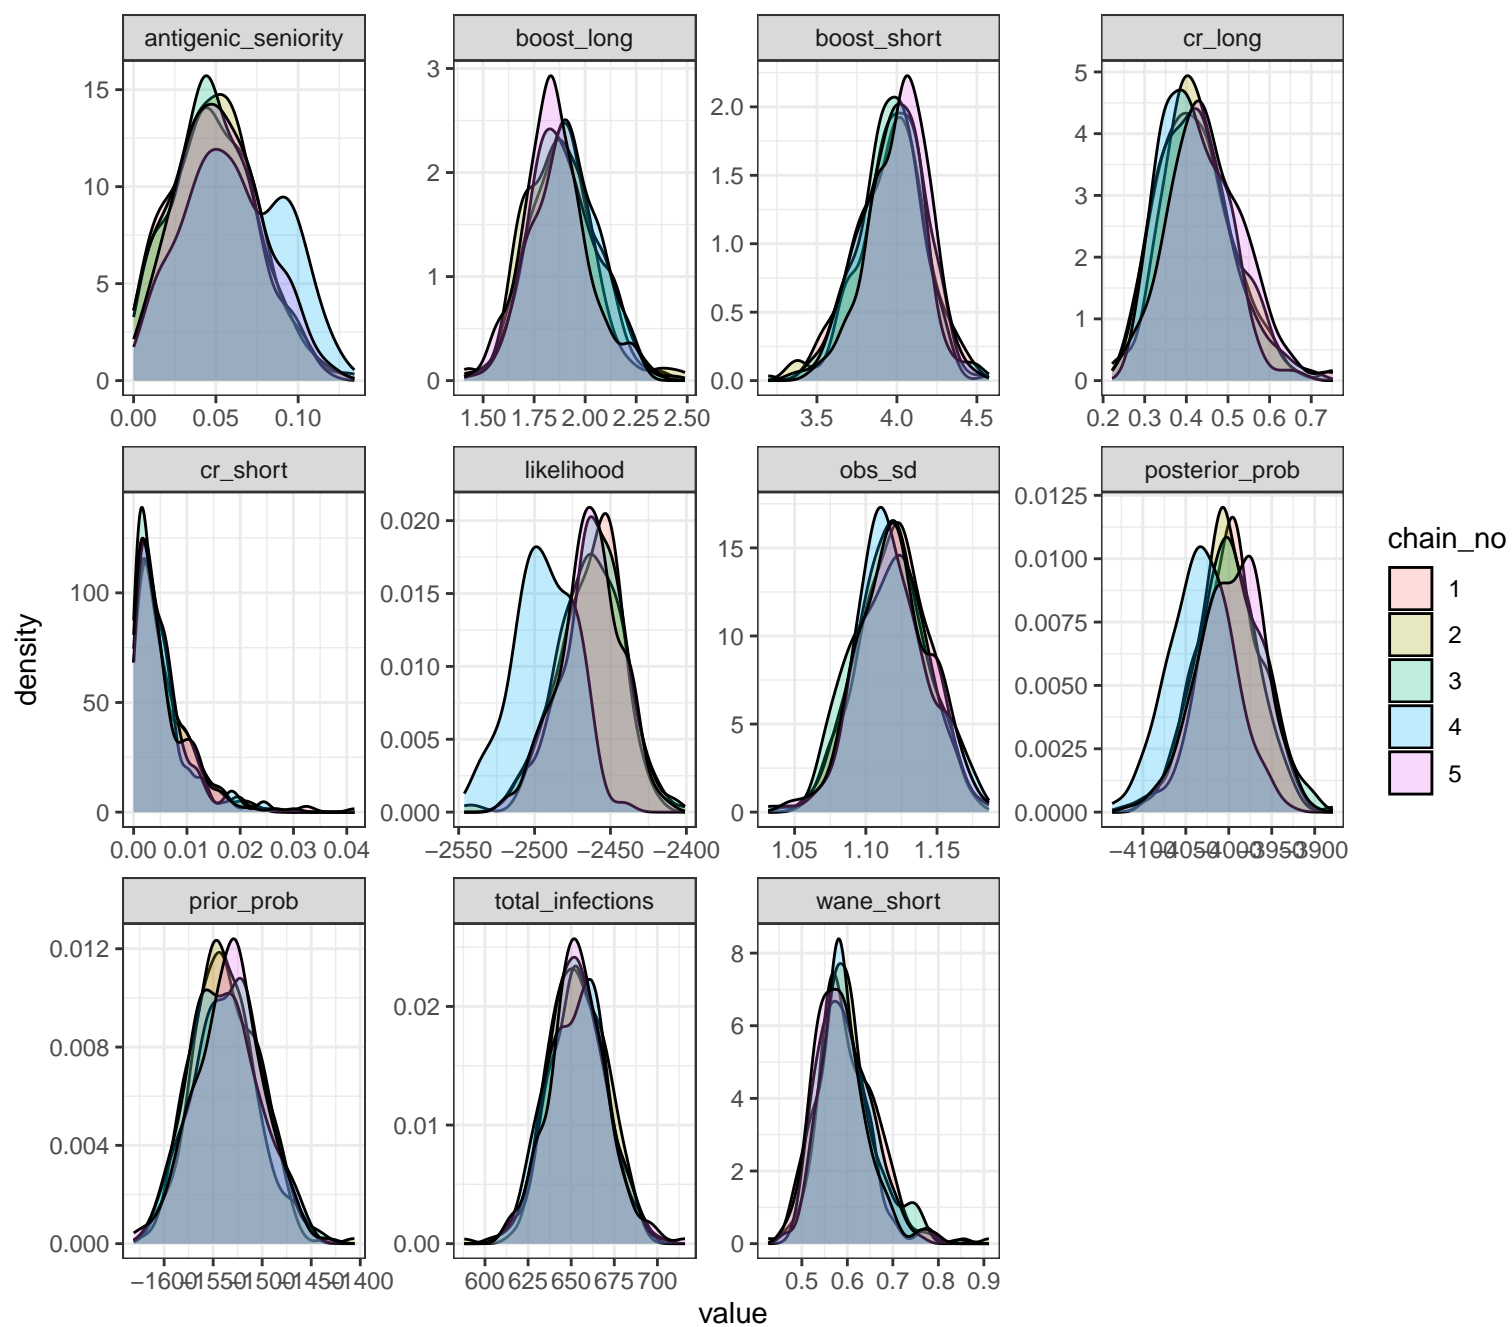 antigenic_seniority boost_long boost_short cr_long
15 10 5 0
0.00 0.05 0.10
3 2 1 0
1.50 1.75 2.00 2.25 2.50
2.0 1.5 1.0 0.5 0.0
3.5 4.0 4.5
5 4 3 2 1 0
0.2 0.3 0.4 0.5 0.6 0.7
cr_short likelihood obs_sd posterior_prob
100 50 0
0.00 0.01 0.02 0.03 0.04
0.020 0.015 0.010 0.005 0.000
−2550 −2500 −2450 −2400
15 10 5 0
1.05 1.10 1.15
0.0125 0.0100 0.0075 0.0050 0.0025 0.0000
−4100 −4050 −4000 −3950 −3900
prior_prob total_infections wane_short
0.012 0.008 0.004 0.000
−1600 −1550 −1500 −1450 −1400
0.02 0.01 0.00
600 625 650 675 700
8 6 4 2 0
0.5 0.6 0.7 0.8 0.9
density
value
chain_no
1
2
3
4
5